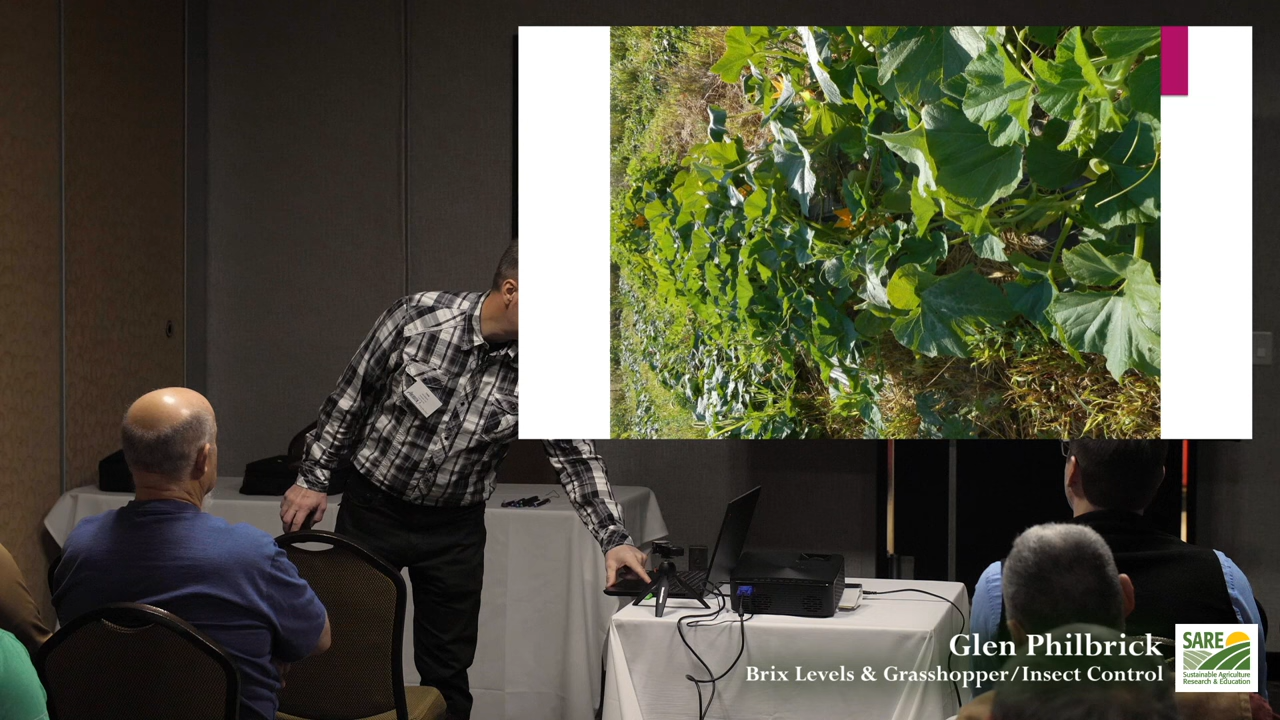 Glen Philbrick
Brix Levels & Grasshopper/Insect Control
SARE
Sustainable Agriculture
Research & Education